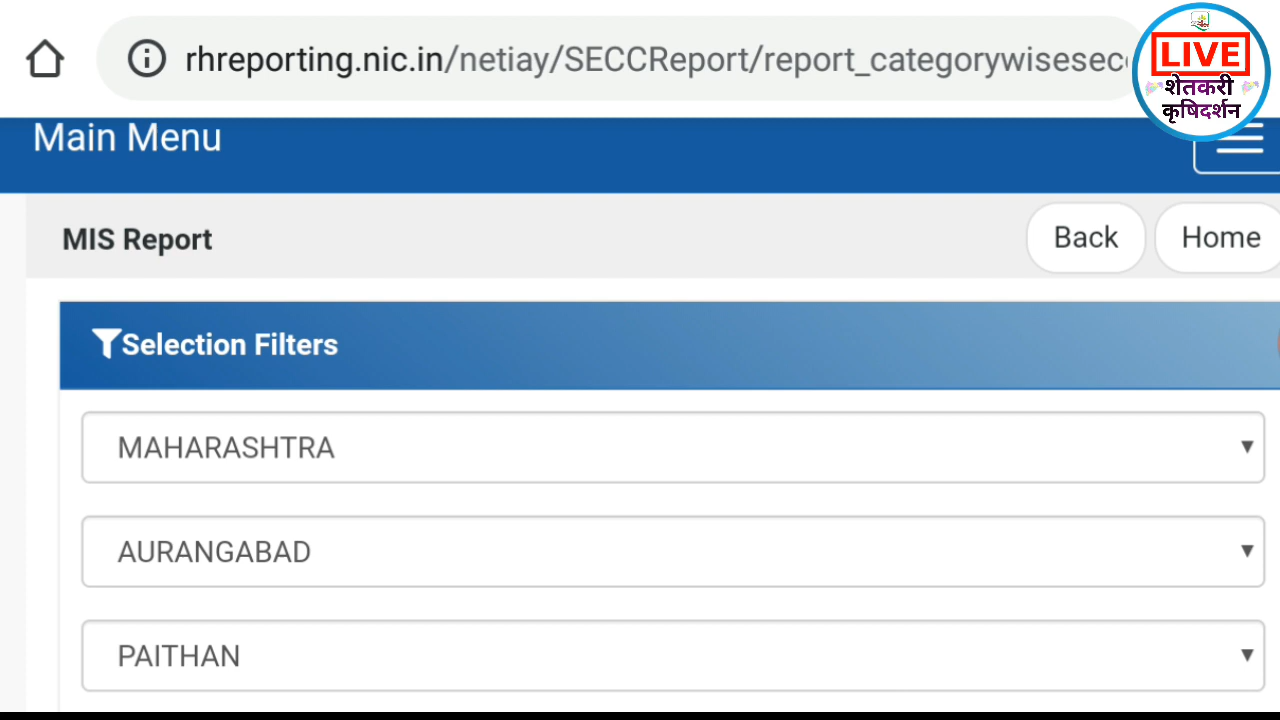 rhreporting.nic.in/netiay/SECCReport/report_categorywisesecc
LIVE
शेतकरी
कृषिदर्शन
Main Menu
MIS Report
Back
Home
Selection Filters
MAHARASHTRA
AURANGABAD
PAITHAN